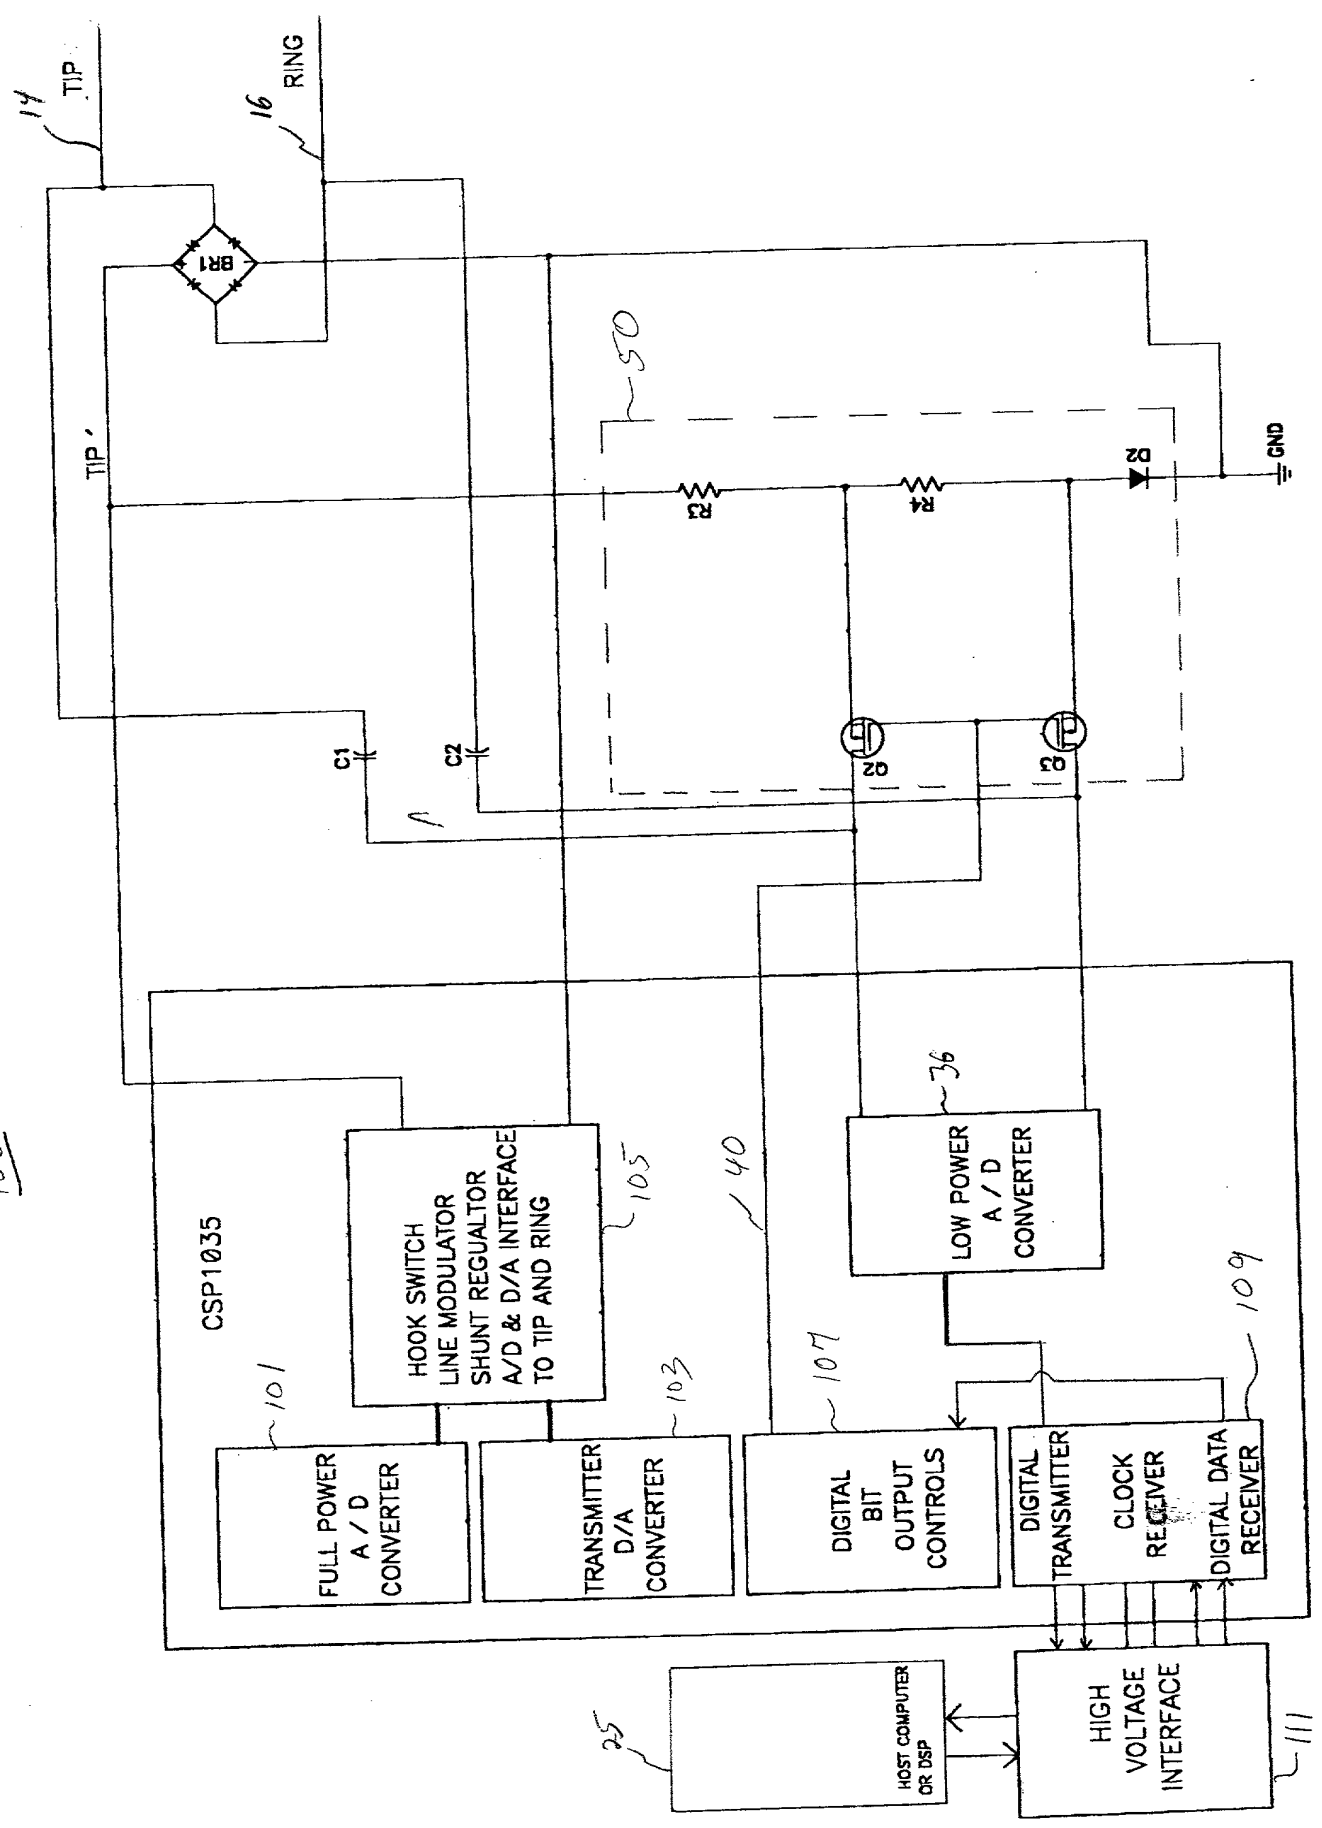 14
TIP
16
RING
BR1
TIP'
50
R3
R4
D2
GND
C1
C2
Q2
Q3
CSP1035
HOOK SWITCH
LINE MODULATOR
SHUNT REGUALTOR
A/D & D/A INTERFACE
TO TIP AND RING
105
40
LOW POWER
A / D
CONVERTER
36
101
FULL POWER
A / D
CONVERTER
103
TRANSMITTER
D/A
CONVERTER
107
DIGITAL
BIT
OUTPUT
CONTROLS
109
DIGITAL
TRANSMITTER
CLOCK
RECEIVER
DIGITAL DATA
RECEIVER
25
HOST COMPUTER
OR DSP
HIGH
VOLTAGE
INTERFACE
111